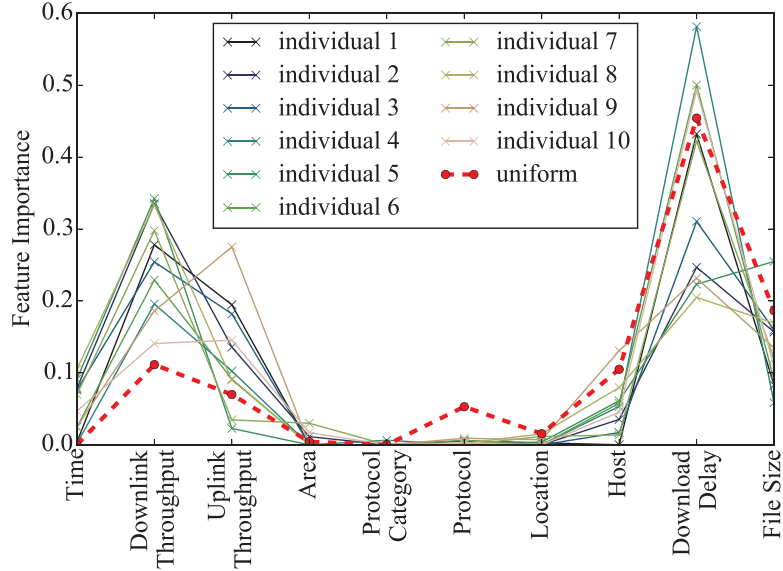 0.6
0.5
0.4
0.3
0.2
0.1
0.0
Feature Importance
individual 1
individual 2
individual 3
individual 4
individual 5
individual 6
individual 7
individual 8
individual 9
individual 10
uniform
Time
Downlink
Throughput
Uplink
Throughput
Area
Protocol
Category
Protocol
Location
Host
Download
Delay
File Size